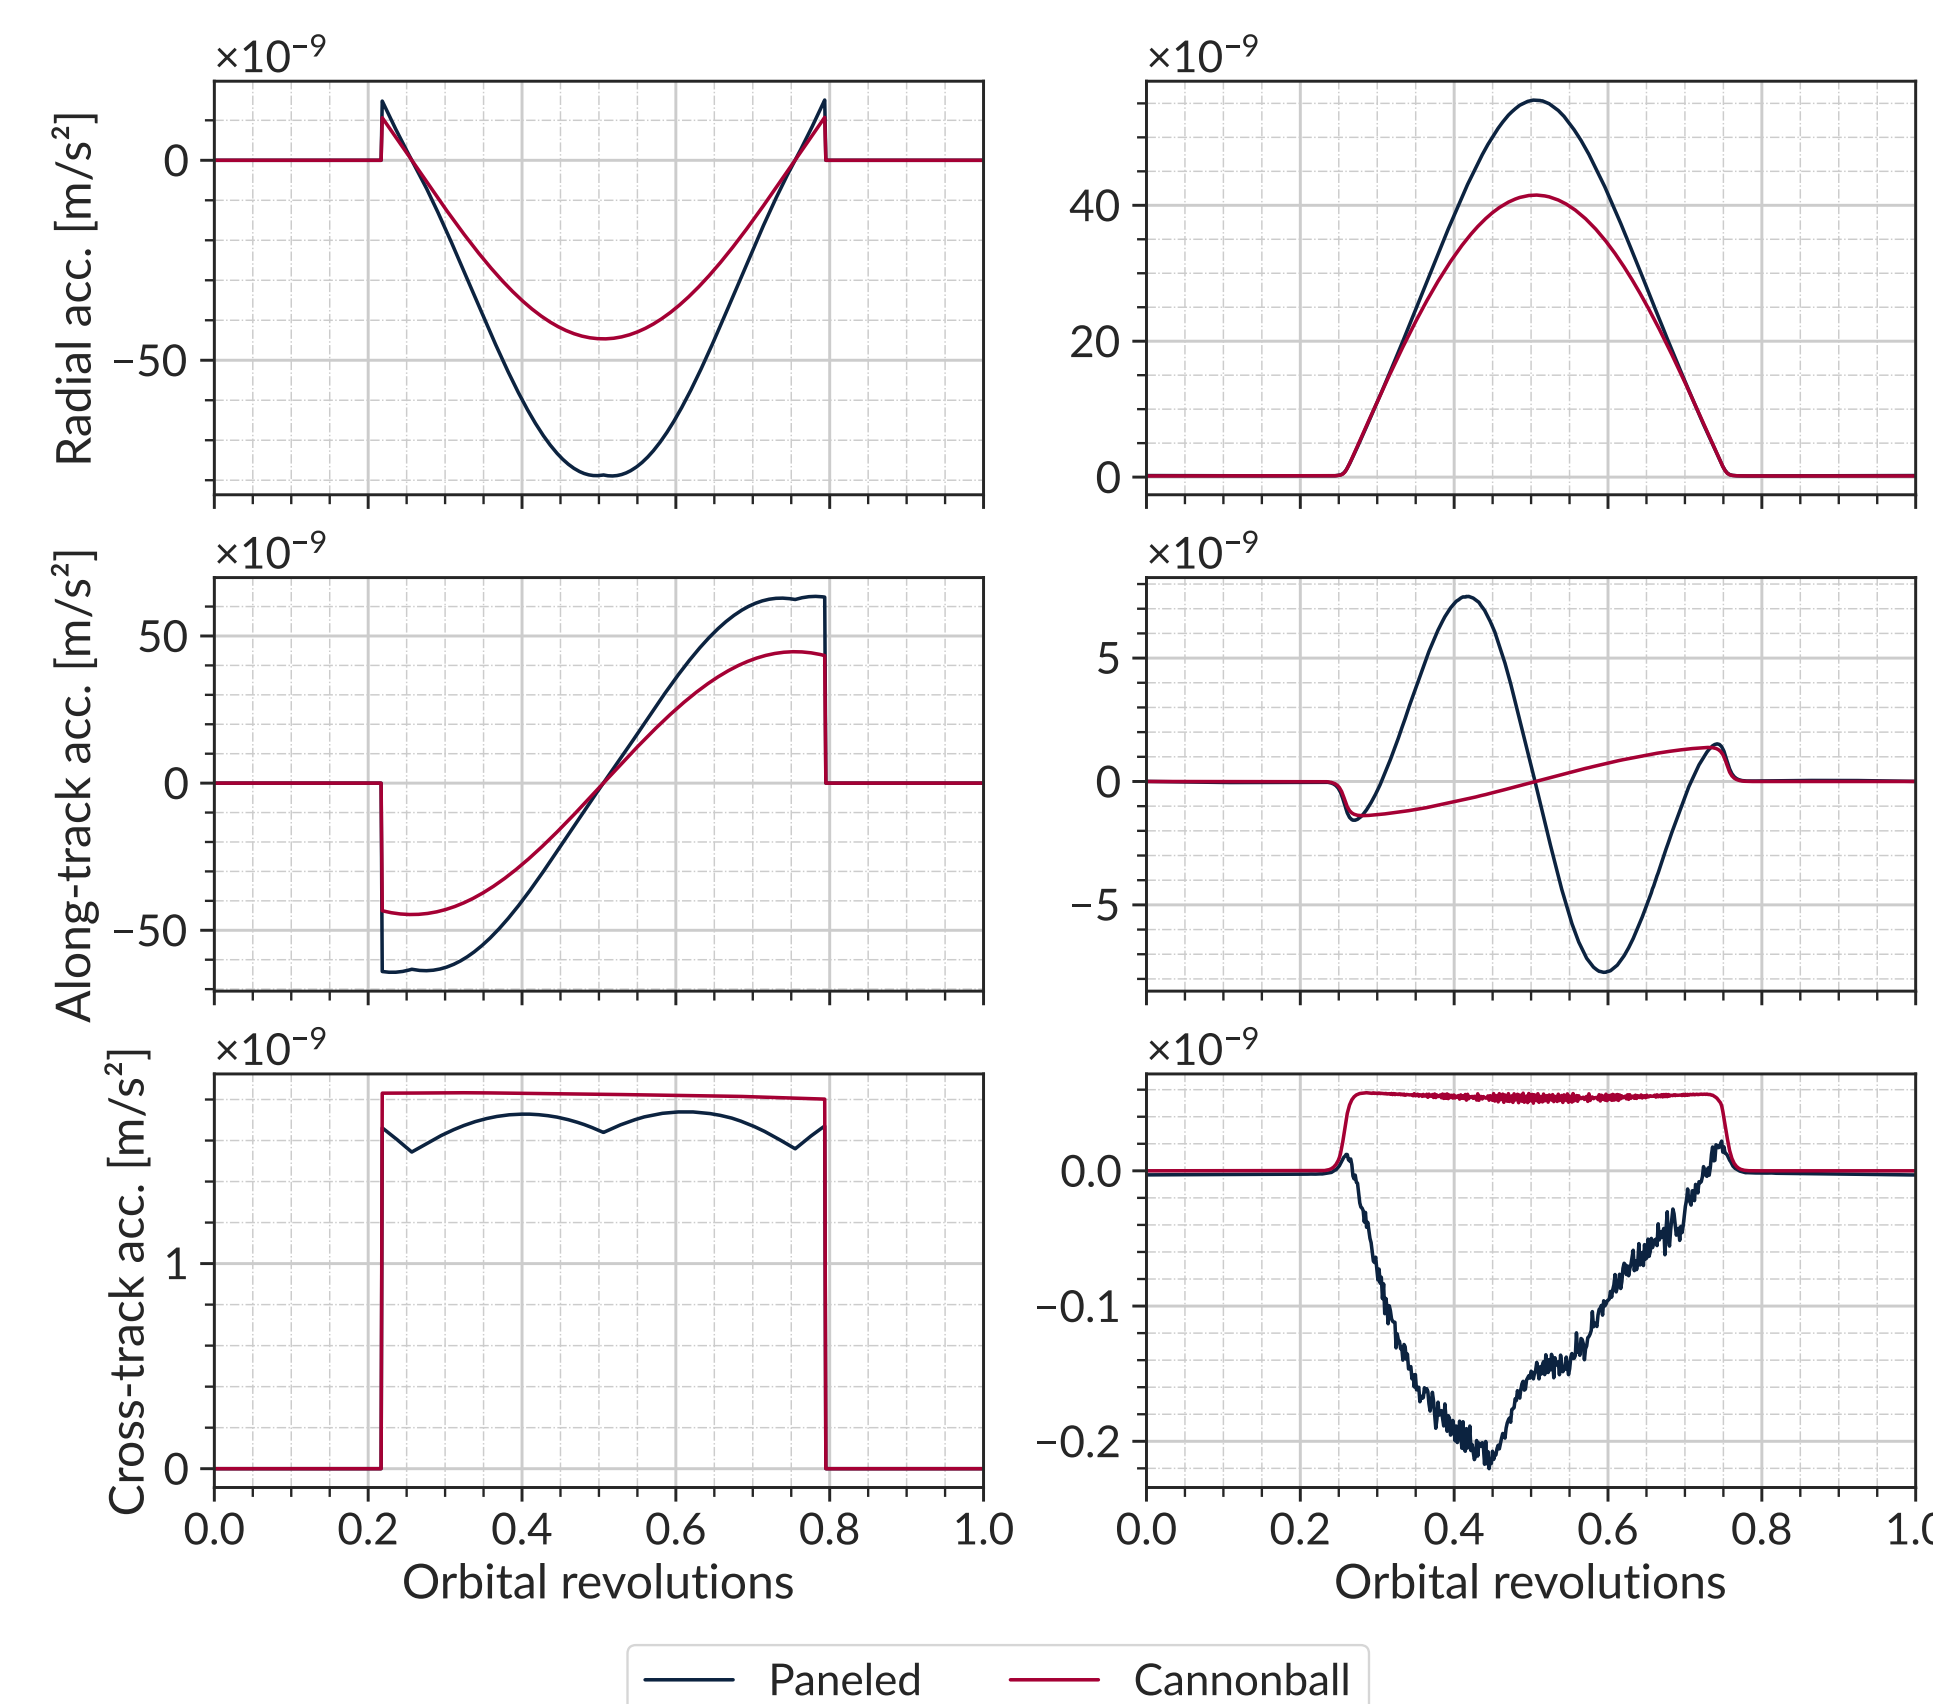 ×10⁻⁹
Radial acc. [m/s²]
0
−50
×10⁻⁹
40
20
0
×10⁻⁹
Along-track acc. [m/s²]
50
0
−50
×10⁻⁹
5
0
−5
×10⁻⁹
Cross-track acc. [m/s²]
1
0
0.0 0.2 0.4 0.6 0.8 1.0
Orbital revolutions
×10⁻⁹
0.0
−0.1
−0.2
0.0 0.2 0.4 0.6 0.8 1.0
Orbital revolutions
Paneled Cannonball